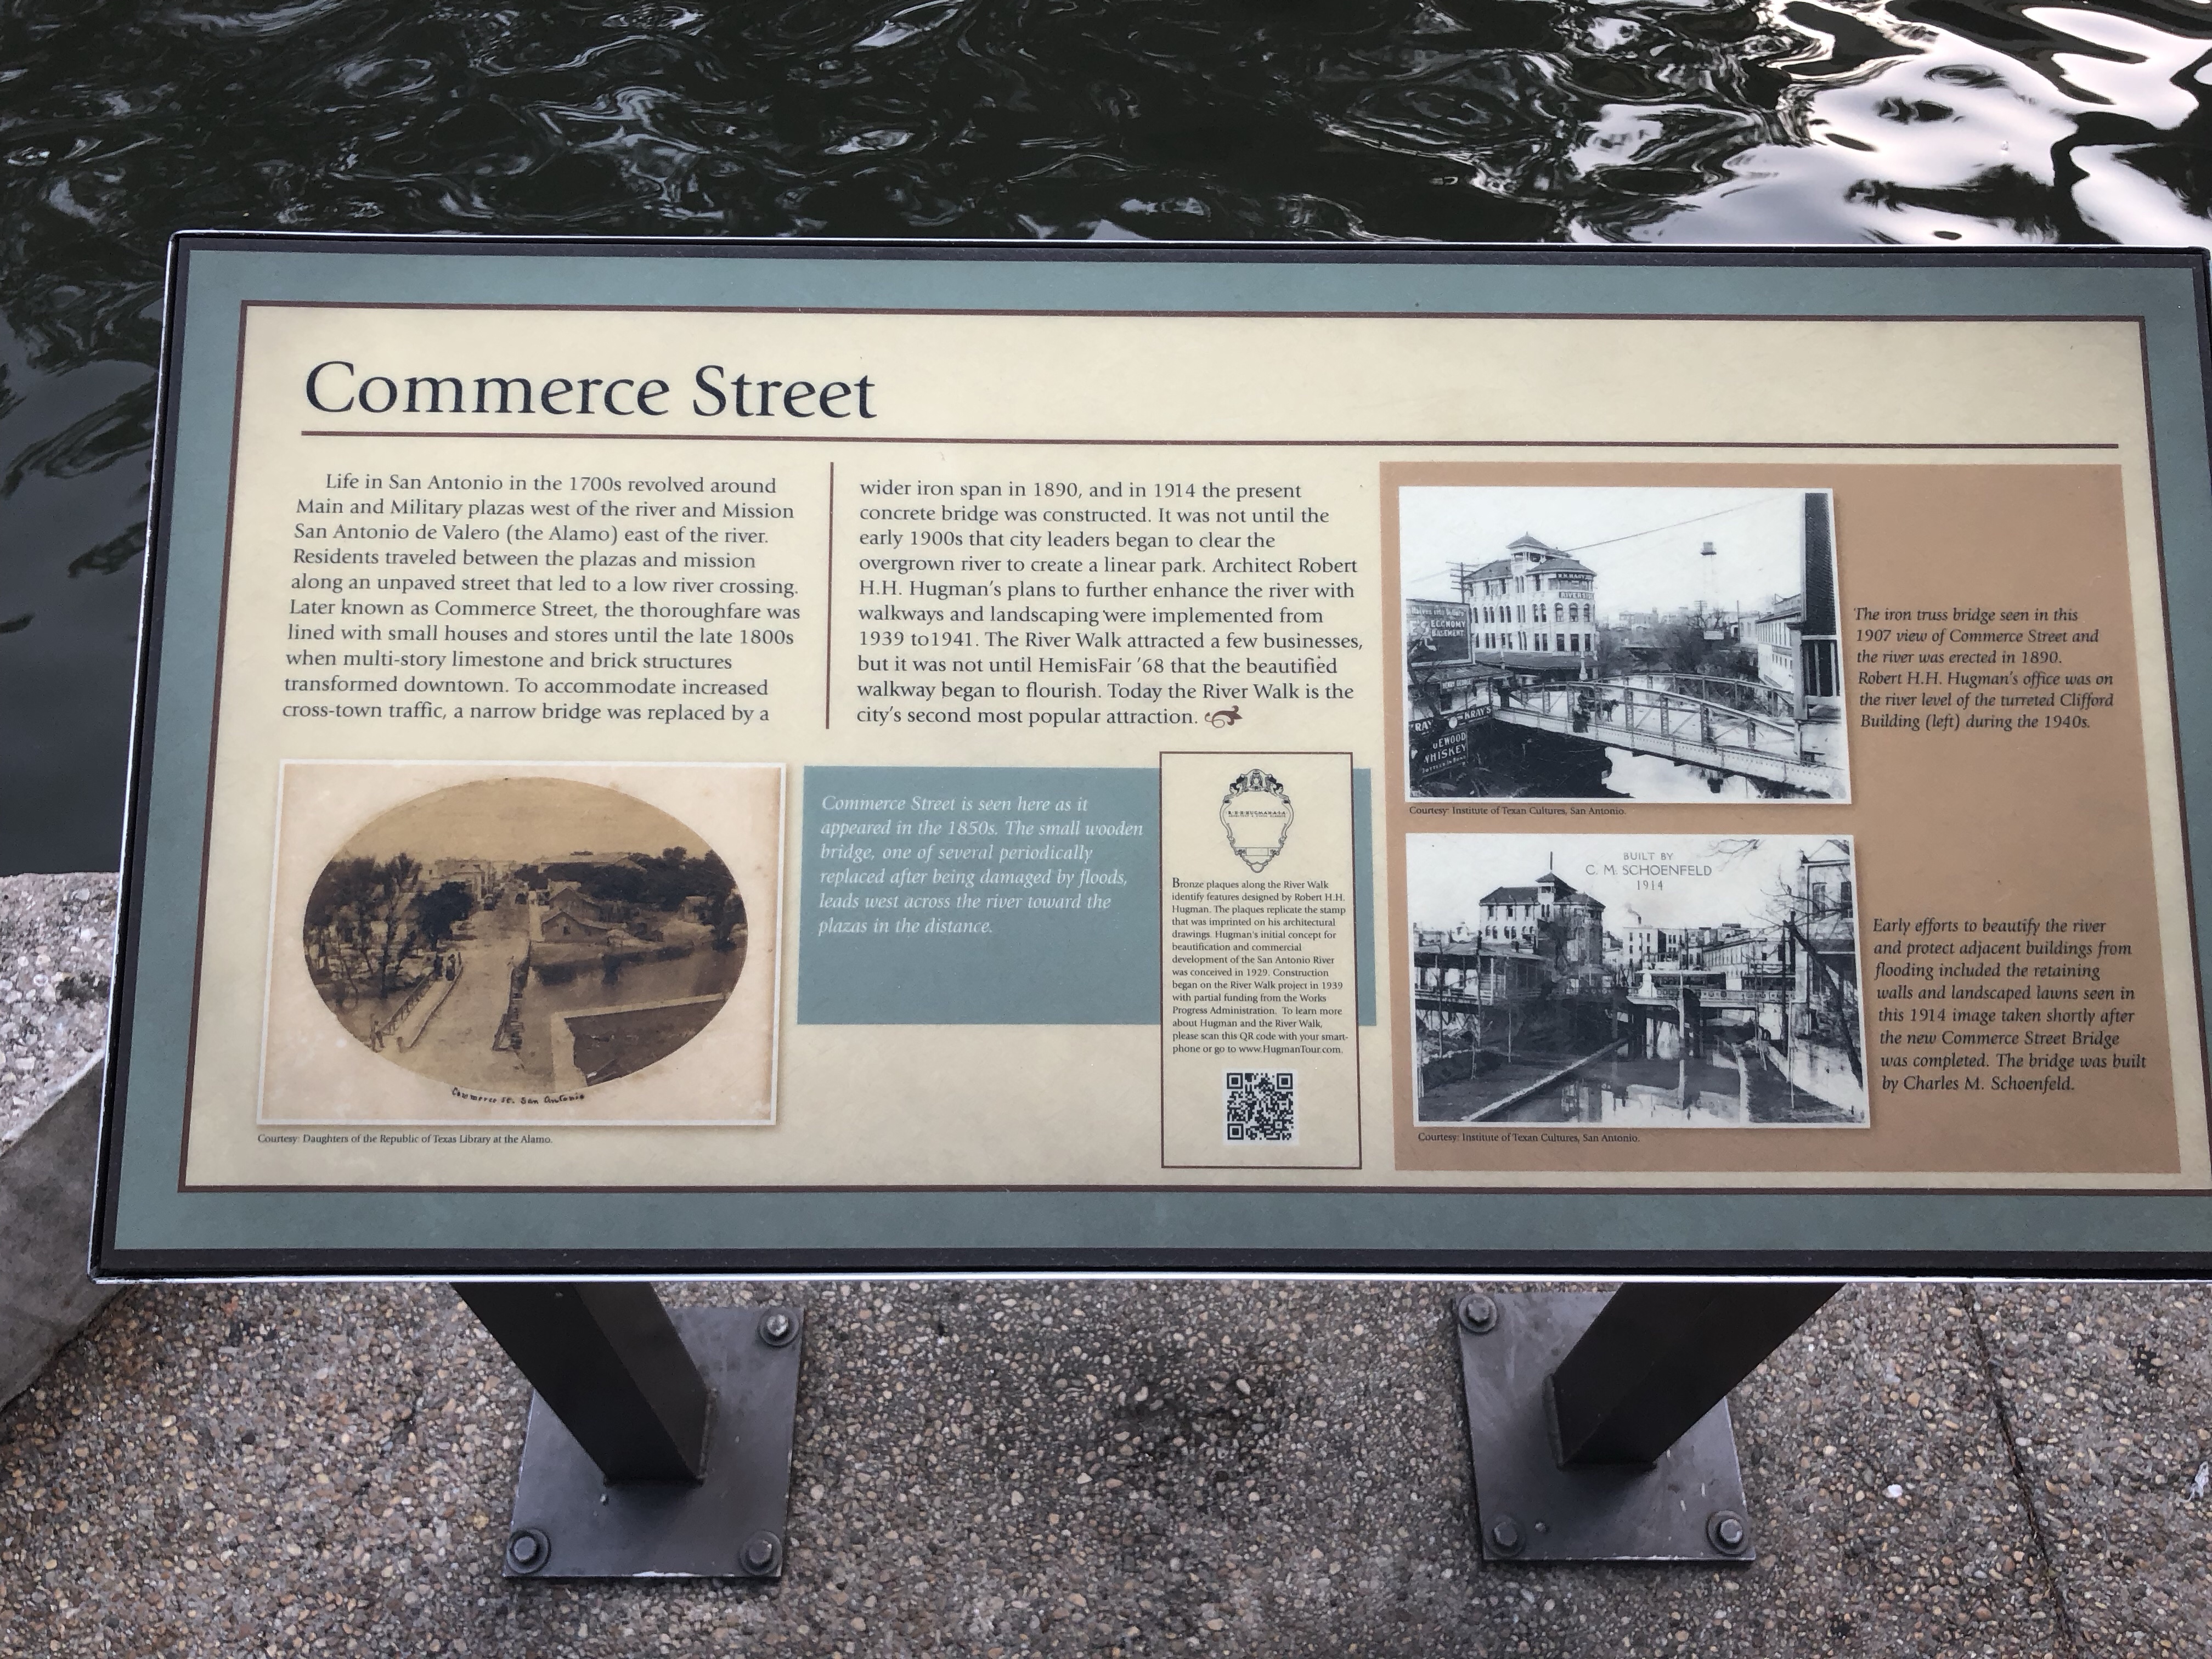 Commerce Street
Life in San Antonio in the 1700s revolved around
Main and Military plazas west of the river and Mission
San Antonio de Valero (the Alamo) east of the river.
Residents traveled between the plazas and mission
along an unpaved street that led to a low river crossing.
Later known as Commerce Street, the thoroughfare was
lined with small houses and stores until the late 1800s
when multi-story limestone and brick structures
transformed downtown. To accommodate increased
cross-town traffic, a narrow bridge was replaced by a
wider iron span in 1890, and in 1914 the present
concrete bridge was constructed. It was not until the
early 1900s that city leaders began to clear the
overgrown river to create a linear park. Architect Robert
H.H. Hugman's plans to further enhance the river with
walkways and landscaping were implemented from
1939 to1941. The River Walk attracted a few businesses,
but it was not until HemisFair '68 that the beautified
walkway began to flourish. Today the River Walk is the
city's second most popular attraction.
Commerce St. San Antonio
Courtesy: Daughters of the Republic of Texas Library at the Alamo.
Commerce Street is seen here as it
appeared in the 1850s. The small wooden
bridge, one of several periodically
replaced after being damaged by floods,
leads west across the river toward the
plazas in the distance.
Bronze plaques along the River Walk
identify features designed by Robert H.H.
Hugman. The plaques replicate the stamp
that was imprinted on his architectural
drawings. Hugman's initial concept for
beautification and commercial
development of the San Antonio River
was conceived in 1929. Construction
began on the River Walk project in 1939
with partial funding from the Works
Progress Administration. To learn more
about Hugman and the River Walk,
please scan this QR code with your smart-
phone or go to www.HugmanTour.com.
ECONOMY
BASEMENT
KRAY'S
WHISKEY
Courtesy: Institute of Texan Cultures, San Antonio.
The iron truss bridge seen in this
1907 view of Commerce Street and
the river was erected in 1890.
Robert H.H. Hugman's office was on
the river level of the turreted Clifford
Building (left) during the 1940s.
BUILT BY
C. M. SCHOENFELD
1914
Courtesy: Institute of Texan Cultures, San Antonio.
Early efforts to beautify the river
and protect adjacent buildings from
flooding included the retaining
walls and landscaped lawns seen in
this 1914 image taken shortly after
the new Commerce Street Bridge
was completed. The bridge was built
by Charles M. Schoenfeld.